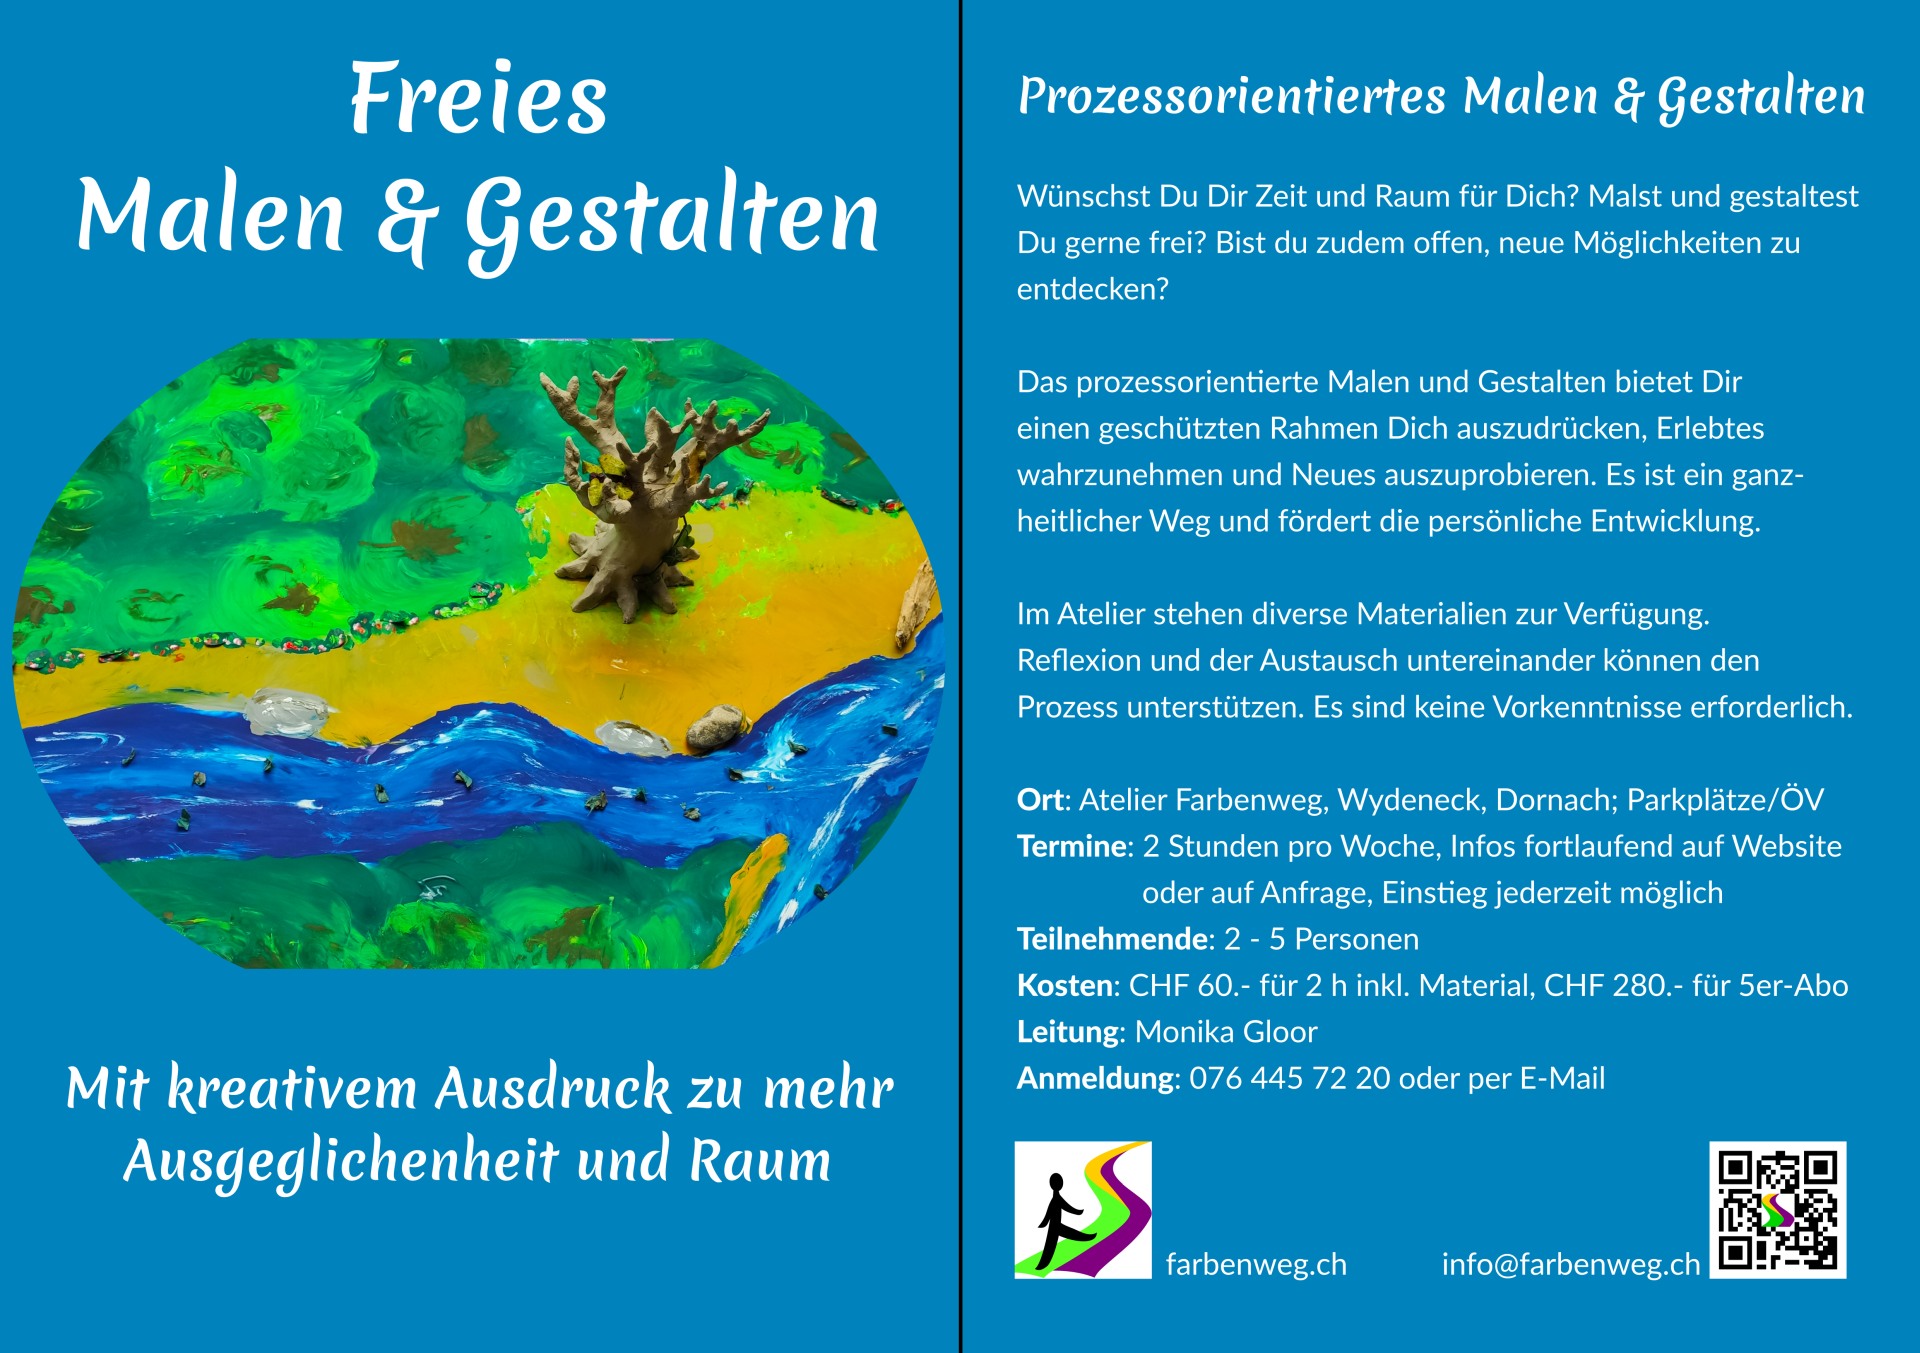 Freies
Malen & Gestalten
Mit kreativem Ausdruck zu mehr
Ausgeglichenheit und Raum
Prozessorientiertes Malen & Gestalten
Wünschst Du Dir Zeit und Raum für Dich? Malst und gestaltest
Du gerne frei? Bist du zudem offen, neue Möglichkeiten zu
entdecken?
Das prozessorientierte Malen und Gestalten bietet Dir
einen geschützten Rahmen Dich auszudrücken, Erlebtes
wahrzunehmen und Neues auszuprobieren. Es ist ein ganz-
heitlicher Weg und fördert die persönliche Entwicklung.
Im Atelier stehen diverse Materialien zur Verfügung.
Reflexion und der Austausch untereinander können den
Prozess unterstützen. Es sind keine Vorkenntnisse erforderlich.
Ort: Atelier Farbenweg, Wydeneck, Dornach; Parkplätze/ÖV
Termine: 2 Stunden pro Woche, Infos fortlaufend auf Website
oder auf Anfrage, Einstieg jederzeit möglich
Teilnehmende: 2 - 5 Personen
Kosten: CHF 60.- für 2 h inkl. Material, CHF 280.- für 5er-Abo
Leitung: Monika Gloor
Anmeldung: 076 445 72 20 oder per E-Mail
farbenweg.ch info@farbenweg.ch